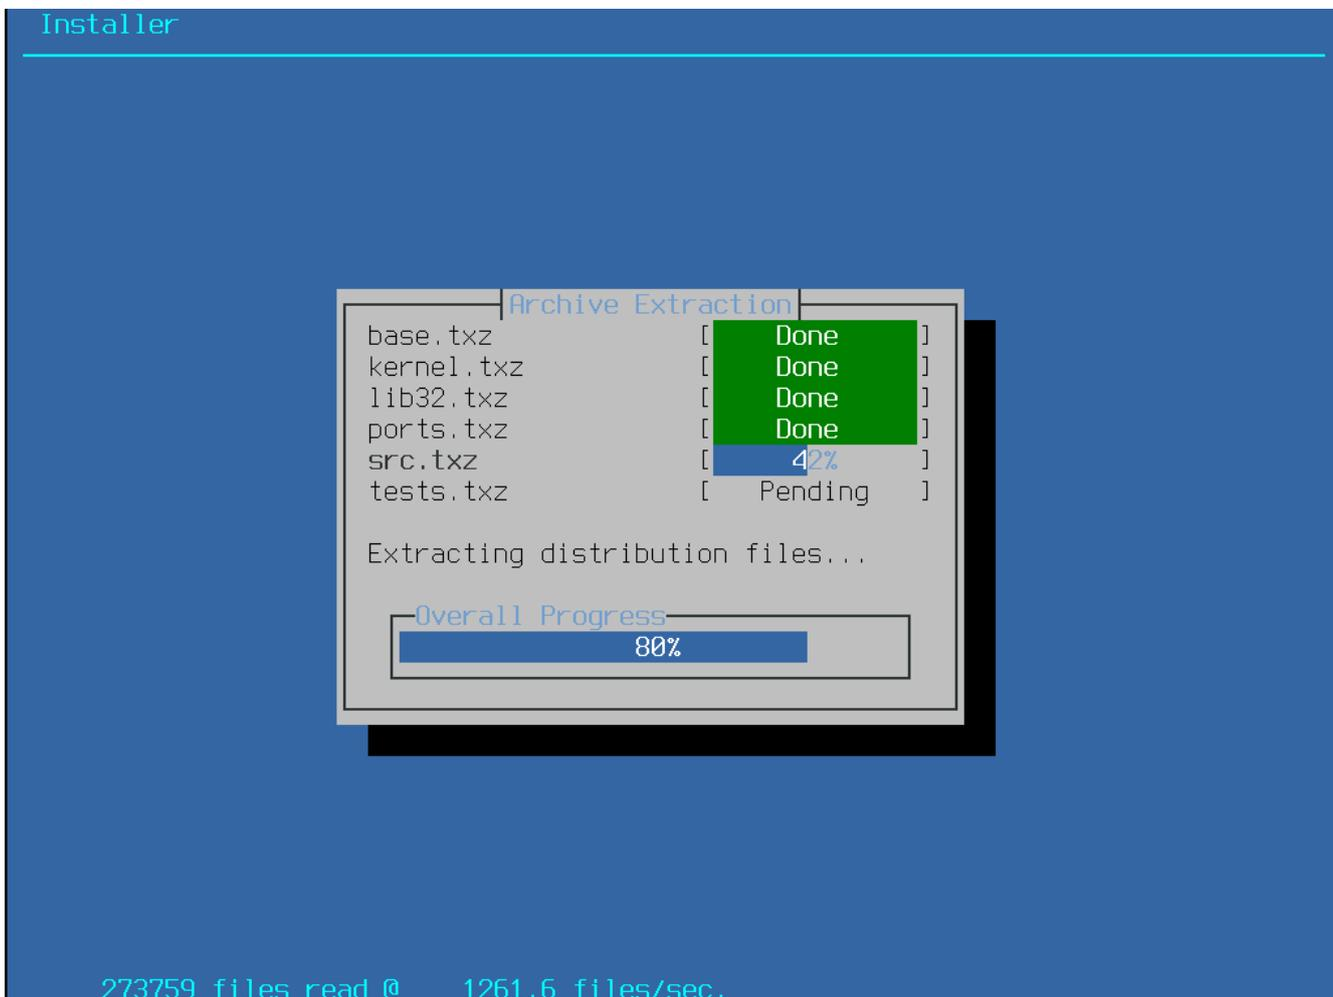 Installer
Archive Extraction
base.txz [ Done ]
kernel.txz [ Done ]
lib32.txz [ Done ]
ports.txz [ Done ]
src.txz [ 42% ]
tests.txz [ Pending ]
Extracting distribution files...
Overall Progress
80%
273759 files read @ 1261.6 files/sec.